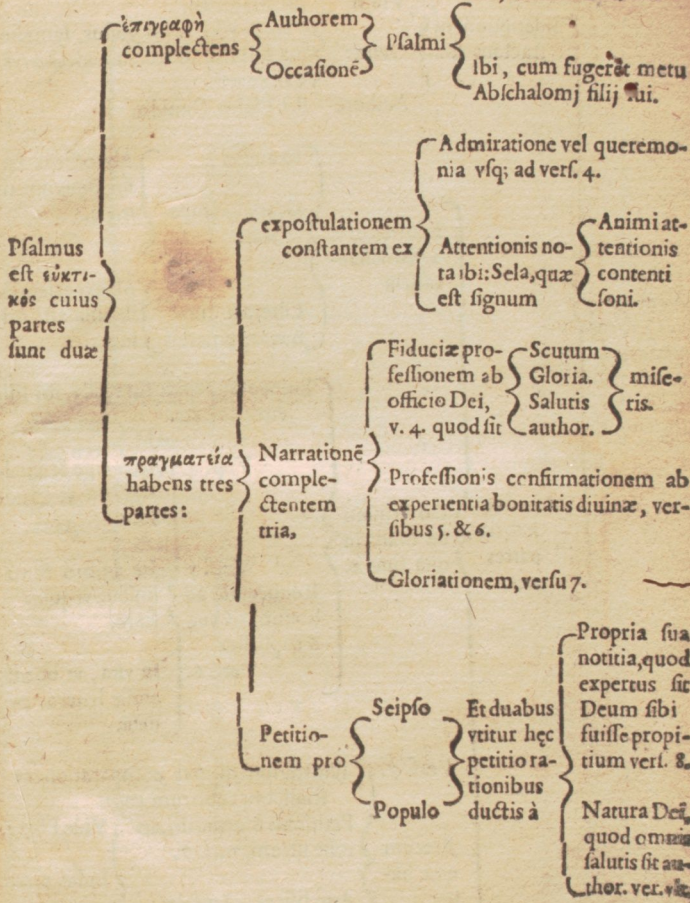 Psalmus
est εὐκτι-
κός cuius
partes
sunt duæ
ἐπιγραφὴ
complectens
Authorem
Occasionẽ
Psalmi
Ibi, cum fugerãt metu
Abſchalomj filij ſui.
πραγματεία
habens tres
partes:
expoſtulationem
conſtantem ex
Admiratione vel queremo-
nia vſq; ad verſ. 4.
Attentionis no-
ta ibi: Sela, quæ
eſt ſignum
Animi at-
tentionis
contenti
ſoni.
Narrationẽ
comple-
ctentem
tria,
Fiduciæ pro-
feſſionem ab
officio Dei,
v. 4. quod ſit
Scutum
Gloria.
Salutis
author.
miſe-
ris.
Profeſſionis confirmationem ab
experientia bonitatis diuinæ, ver-
ſibus 5. & 6.
Gloriationem, verſu 7.
Petitio-
nem pro
Seipſo
Populo
Et duabus
vtitur hęc
petitio ra-
tionibus
ductis à
Propria ſua
notitia, quod
expertus ſit
Deum ſibi
fuiſſe propi-
tium verſ. 8.
Natura Dei,
quod omnis
ſalutis ſit au-
thor. ver.